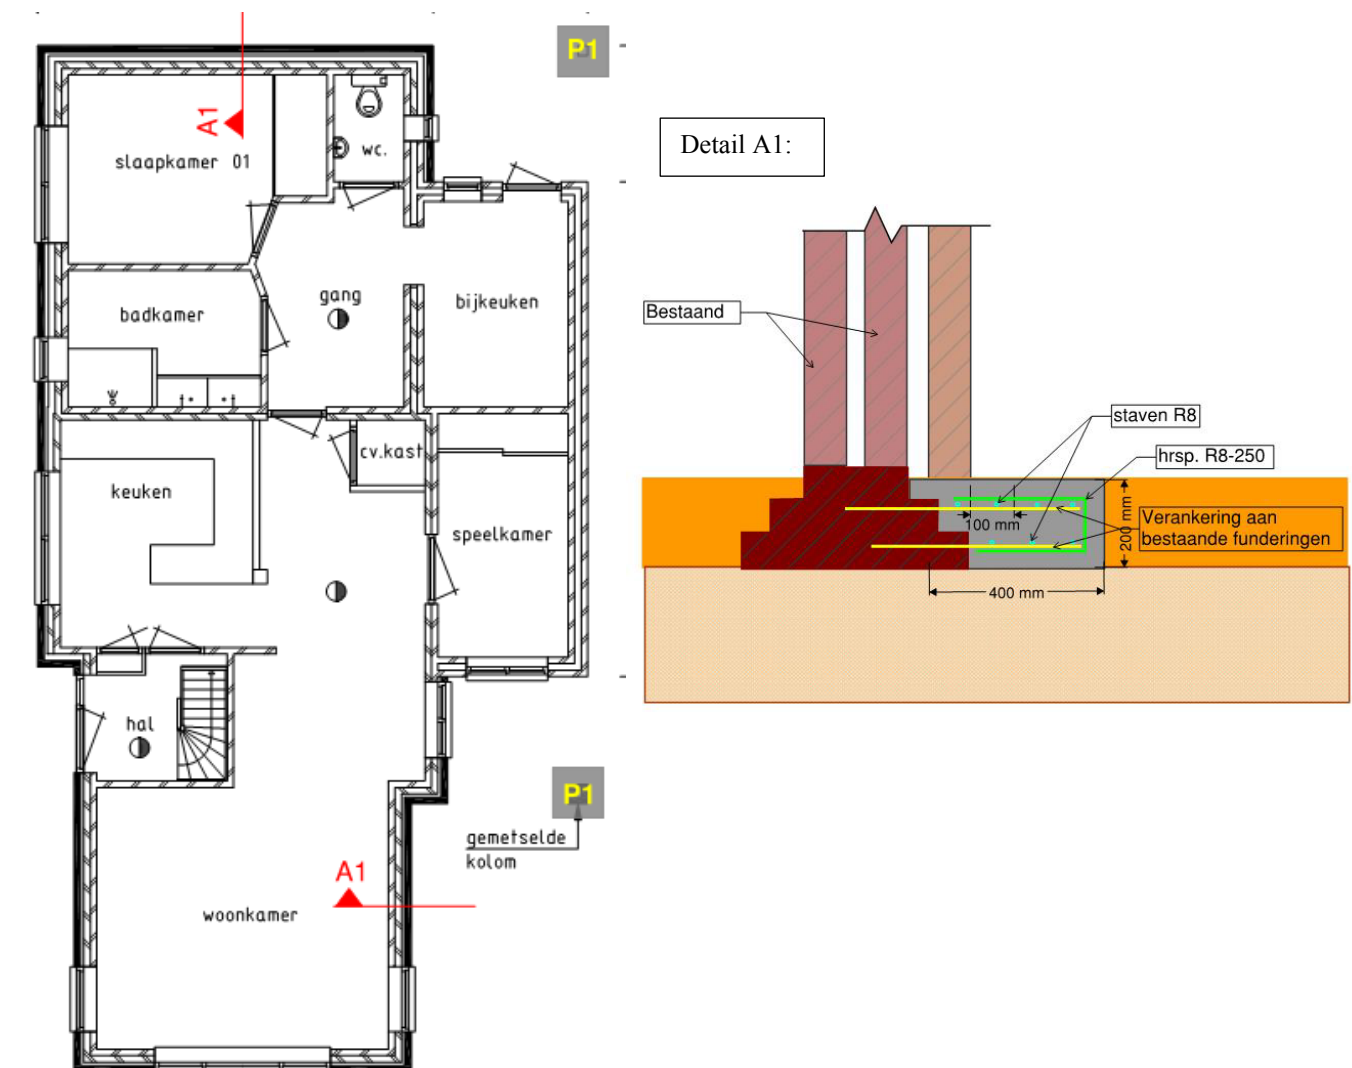 P1
A1
slaapkamer 01
wc.
gang
bijkeuken
badkamer
cv.kast
keuken
speelkamer
hal
P1
gemetselde
kolom
A1
woonkamer
Detail A1:
Bestaand
staven R8
hrsp. R8-250
100 mm
200 mm
Verankering aan
bestaande funderingen
400 mm